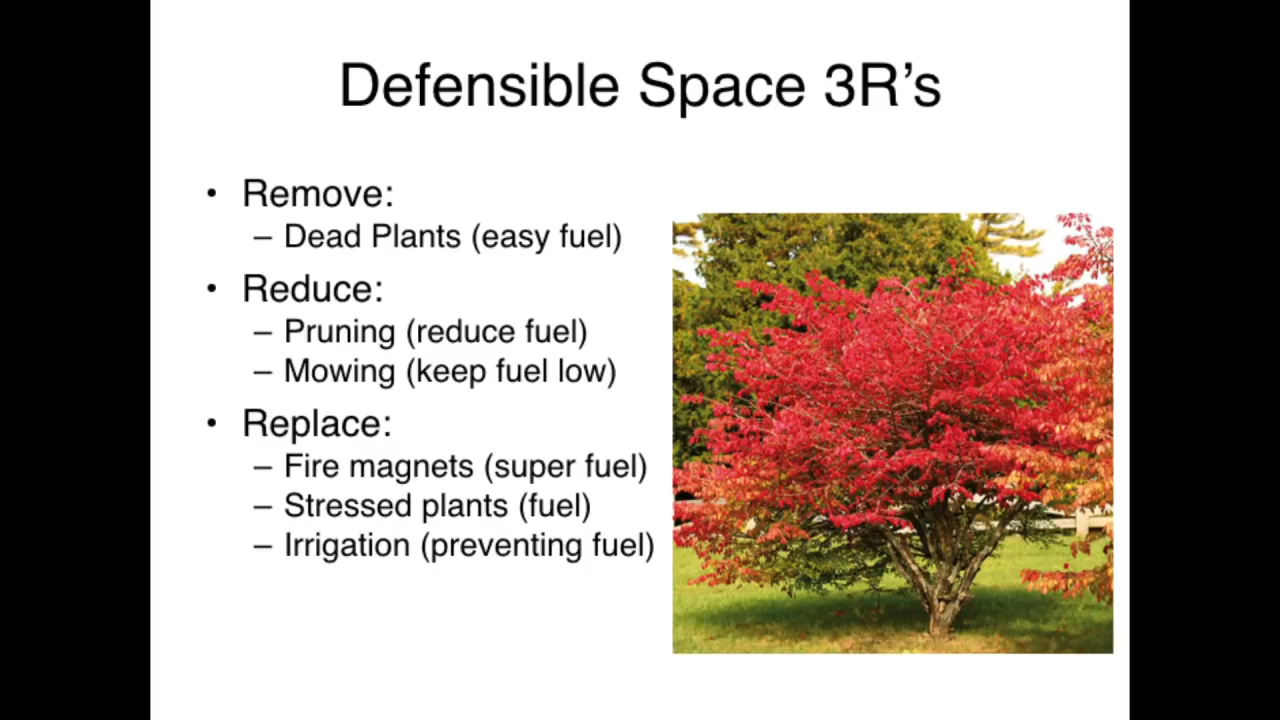 Defensible Space 3R’s
• Remove:
– Dead Plants (easy fuel)
• Reduce:
– Pruning (reduce fuel)
– Mowing (keep fuel low)
• Replace:
– Fire magnets (super fuel)
– Stressed plants (fuel)
– Irrigation (preventing fuel)